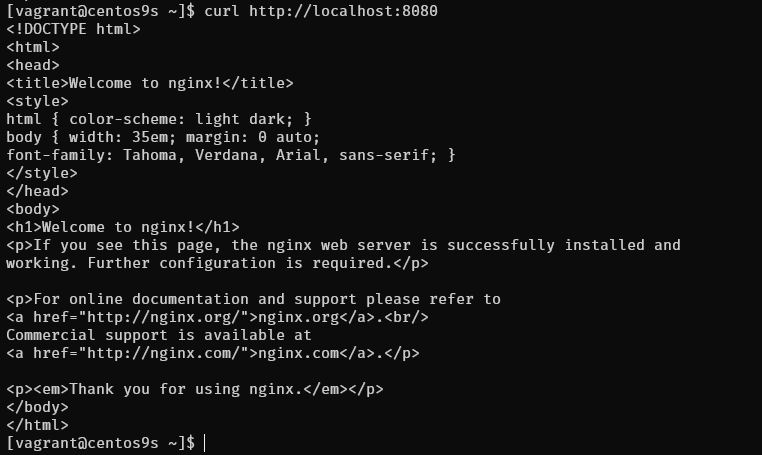 [vagrant@centos9s ~]$ curl http://localhost:8080
<!DOCTYPE html>
<html>
<head>
<title>Welcome to nginx!</title>
<style>
html { color-scheme: light dark; }
body { width: 35em; margin: 0 auto;
font-family: Tahoma, Verdana, Arial, sans-serif; }
</style>
</head>
<body>
<h1>Welcome to nginx!</h1>
<p>If you see this page, the nginx web server is successfully installed and
working. Further configuration is required.</p>

<p>For online documentation and support please refer to
<a href="http://nginx.org/">nginx.org</a>.<br/>
Commercial support is available at
<a href="http://nginx.com/">nginx.com</a>.</p>

<p><em>Thank you for using nginx.</em></p>
</body>
</html>
[vagrant@centos9s ~]$